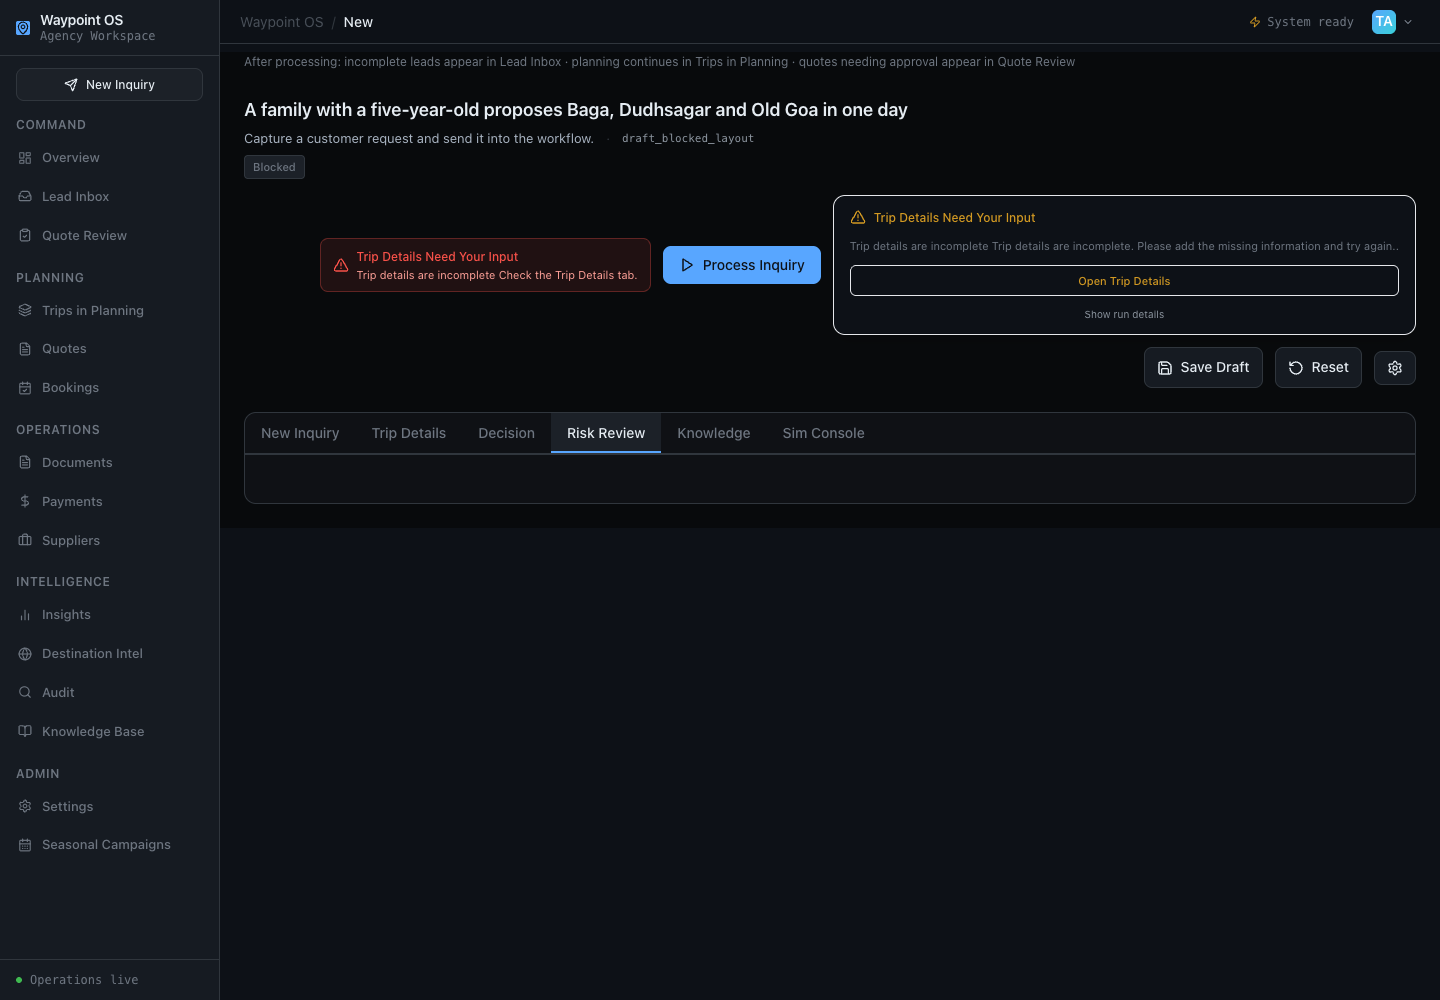 Waypoint OS
Agency Workspace
New Inquiry
COMMAND
Overview
Lead Inbox
Quote Review
PLANNING
Trips in Planning
Quotes
Bookings
OPERATIONS
Documents
Payments
Suppliers
INTELLIGENCE
Insights
Destination Intel
Audit
Knowledge Base
ADMIN
Settings
Seasonal Campaigns
Operations live
Waypoint OS / New
System ready
TA
After processing: incomplete leads appear in Lead Inbox · planning continues in Trips in Planning · quotes needing approval appear in Quote Review
A family with a five-year-old proposes Baga, Dudhsagar and Old Goa in one day
Capture a customer request and send it into the workflow. · draft_blocked_layout
Blocked
Trip Details Need Your Input
Trip details are incomplete Check the Trip Details tab.
Process Inquiry
Trip Details Need Your Input
Trip details are incomplete Trip details are incomplete. Please add the missing information and try again..
Open Trip Details
Show run details
Save Draft
Reset
New Inquiry
Trip Details
Decision
Risk Review
Knowledge
Sim Console